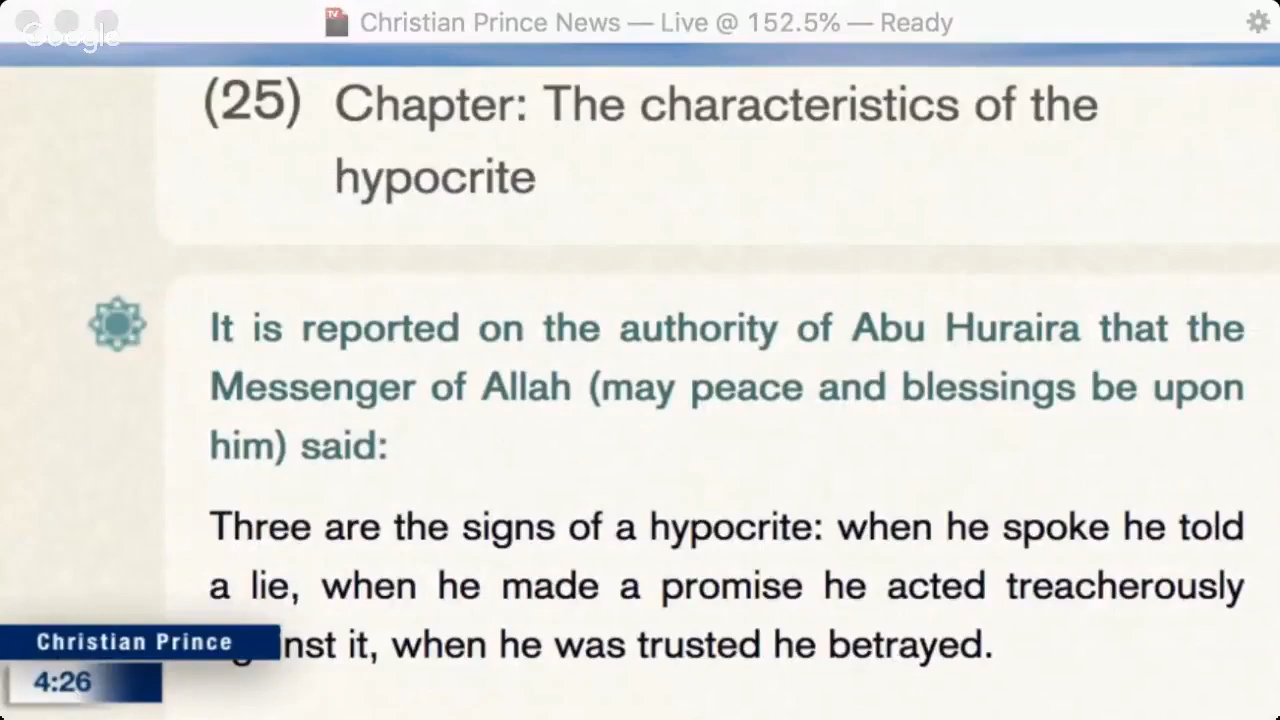 Google
Christian Prince News — Live @ 152.5% — Ready
(25) Chapter: The characteristics of the
hypocrite
It is reported on the authority of Abu Huraira that the
Messenger of Allah (may peace and blessings be upon
him) said:
Three are the signs of a hypocrite: when he spoke he told
a lie, when he made a promise he acted treacherously
nst it, when he was trusted he betrayed.
Christian Prince
4:26